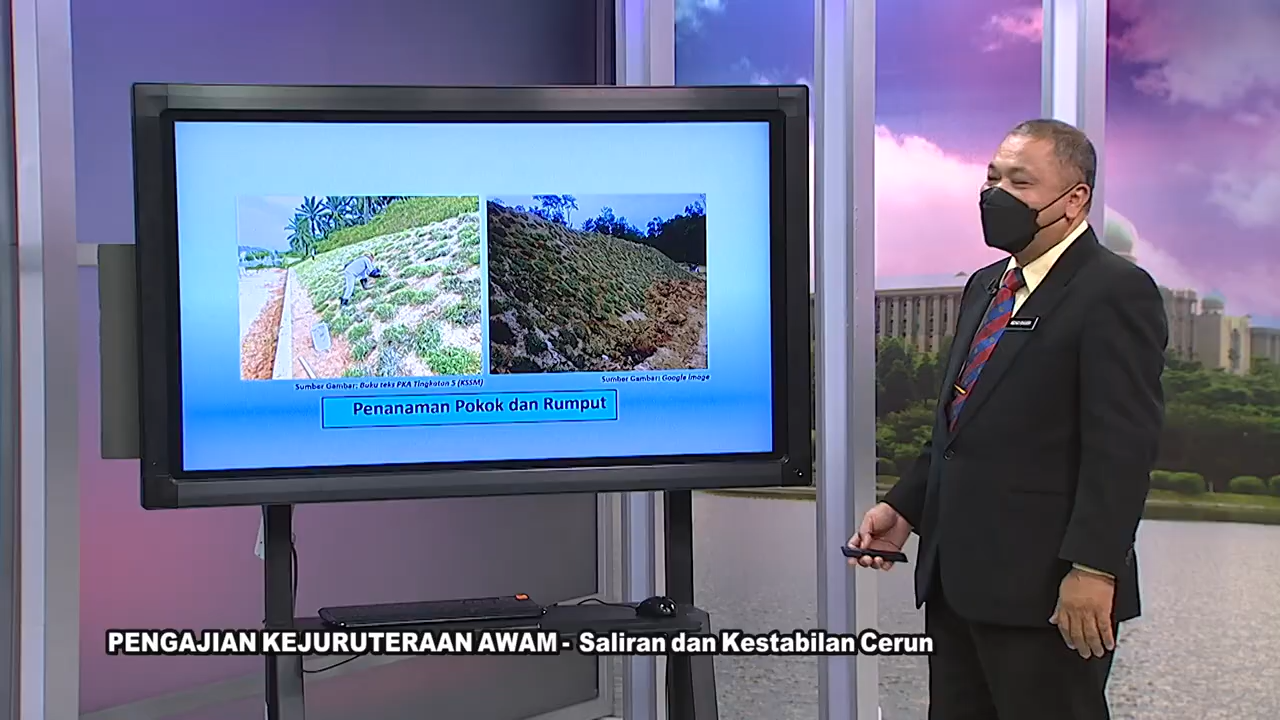 Sumber Gambar: Buku teks PKA Tingkatan 5 (KSSM)
Sumber Gambar: Google Image
Penanaman Pokok dan Rumput
PENGAJIAN KEJURUTERAAN AWAM - Saliran dan Kestabilan Cerun